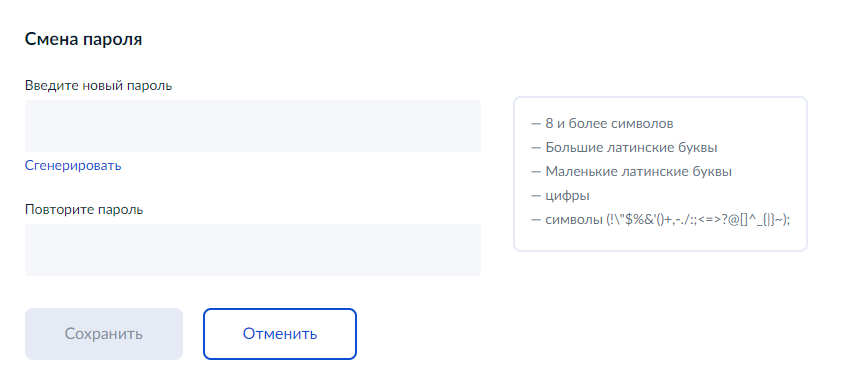 Смена пароля
Введите новый пароль
Сгенерировать
Повторите пароль
Сохранить
Отменить
— 8 и более символов
— Большие латинские буквы
— Маленькие латинские буквы
— цифры
— символы (!\"$%&'()+,-./:;<=>?@[]^_{|}~);